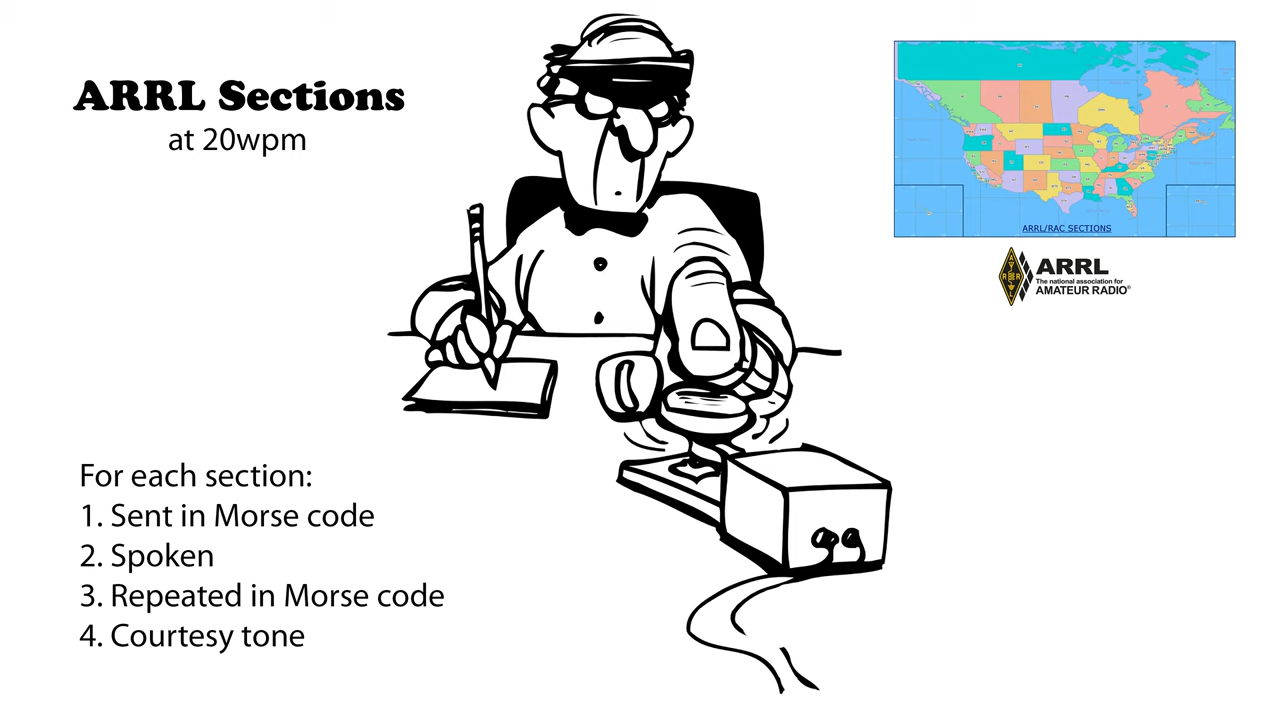 ARRL Sections
at 20wpm
ARRL/RAC SECTIONS
ARRL
The national association for
AMATEUR RADIO®
For each section:
1. Sent in Morse code
2. Spoken
3. Repeated in Morse code
4. Courtesy tone